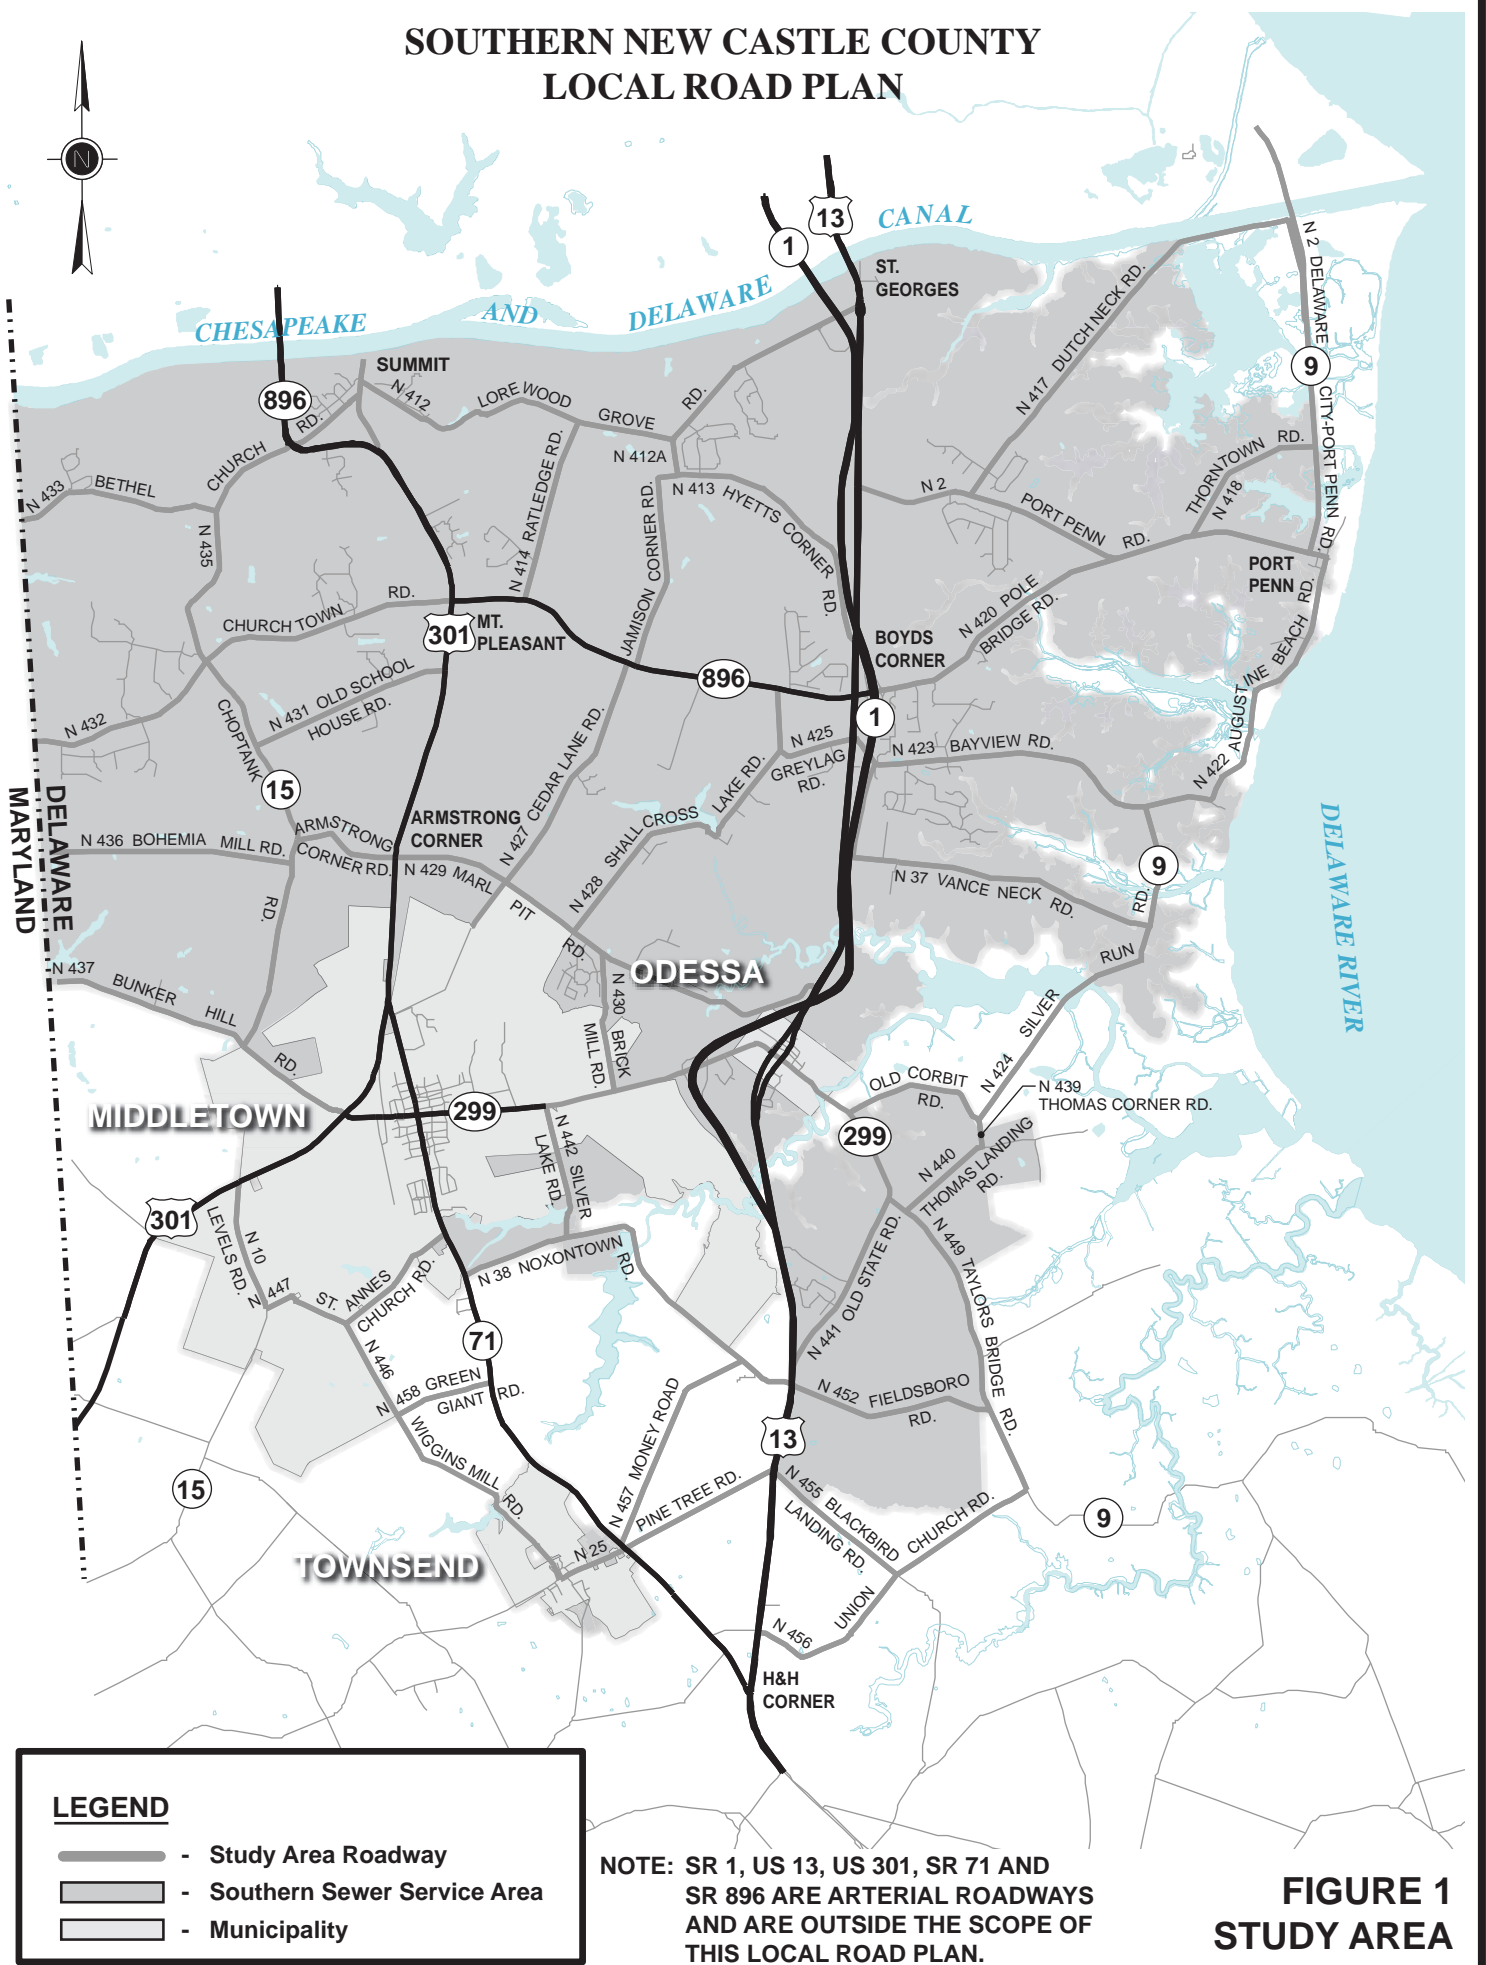 SOUTHERN NEW CASTLE COUNTY
LOCAL ROAD PLAN
N
13
1
CANAL
ST.
GEORGES
CHESAPEAKE
AND
DELAWARE
896
SUMMIT
N 412
LOREWOOD
GROVE
RD.
N 412A
N 413
HYETTS
CORNER
RD.
N 414 RATLEDGE RD.
JAMISON CORNER RD.
CHURCH
RD.
N 433
BETHEL
N 435
CHURCH TOWN
RD.
301
MT.
PLEASANT
N 417 DUTCH NECK RD.
N 2 DELAWARE
9
CITY-PORT PENN RD.
THORNTOWN
RD.
N 418
N 2
PORT PENN
RD.
PORT
PENN
N 420 POLE
BRIDGE RD.
BOYDS
CORNER
896
1
N 422 AUGUSTINE BEACH
RD.
N 432
N 431 OLD SCHOOL
HOUSE RD.
CHOPTANK
15
RD.
N 425
GREYLAG
RD.
N 423 BAYVIEW RD.
N 427 CEDAR LANE RD.
N 428 SHALL CROSS
LAKE RD.
DELAWARE
MARYLAND
ARMSTRONG
CORNER
N 436 BOHEMIA MILL RD.
ARMSTRONG
CORNER RD.
N 429 MARL
PIT
RD.
9
N 37 VANCE NECK RD.
DELAWARE RIVER
N 437
BUNKER
HILL
RD.
ODESSA
N 430 BRICK
MILL RD.
N 424 SILVER
RUN
RD.
OLD CORBIT
RD.
N 439
THOMAS CORNER RD.
MIDDLETOWN
299
299
N 442 SILVER
LAKE RD.
N 440
THOMAS LANDING
RD.
301
N 10
LEVELS RD.
N 447
ST. ANNES
CHURCH RD.
N 38 NOXONTOWN
RD.
N 441 OLD STATE RD.
N 449 TAYLORS BRIDGE RD.
71
N 446
WIGGINS MILL
RD.
N 458 GREEN
GIANT RD.
N 457 MONEY ROAD
N 452 FIELDSBORO
RD.
13
15
N 25
PINE TREE RD.
N 455 BLACKBIRD
LANDING RD.
CHURCH RD.
UNION
N 456
9
TOWNSEND
H&H
CORNER
LEGEND
- Study Area Roadway
- Southern Sewer Service Area
- Municipality
NOTE: SR 1, US 13, US 301, SR 71 AND
SR 896 ARE ARTERIAL ROADWAYS
AND ARE OUTSIDE THE SCOPE OF
THIS LOCAL ROAD PLAN.
FIGURE 1
STUDY AREA